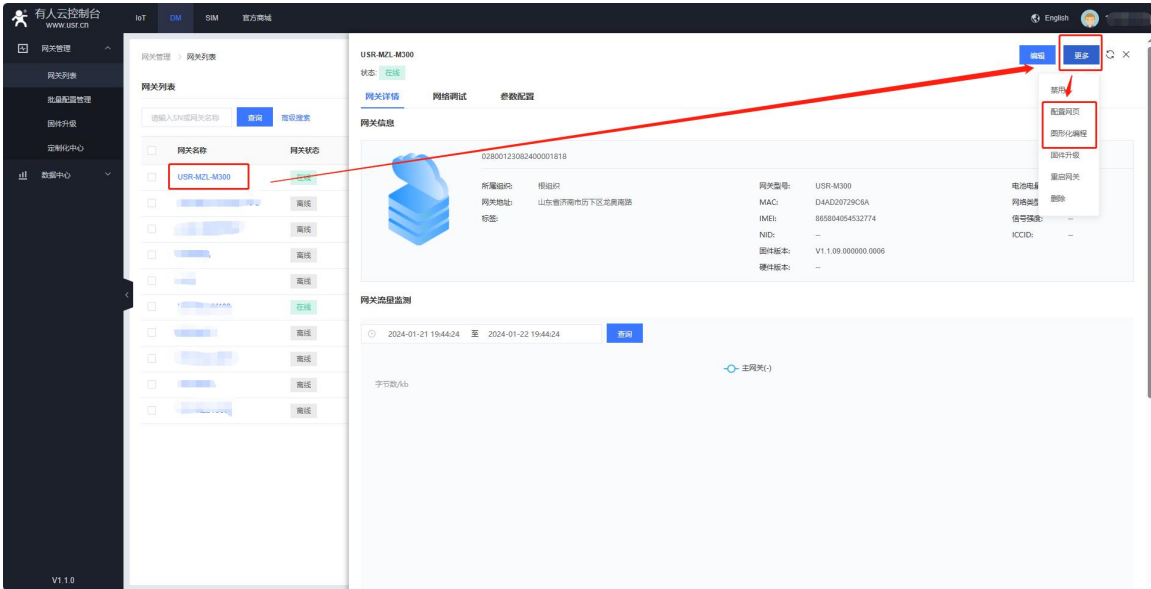 有人云控制台
www.usr.cn
IoT DM SIM 官方商城
English
网关管理
网关列表
批量配置管理
固件升级
定制化中心
数据中心
V1.1.0
网关管理 > 网关列表
网关列表
请输入SN或网关名称 查询 高级搜索
网关名称 网关状态
USR-MZL-M300 在线
离线
离线
离线
离线
在线
离线
离线
离线
离线
USR-MZL-M300
编辑 更多
状态: 在线
网关详情 网络调试 参数配置
禁用
配置网页
图形化编程
固件升级
重启网关
删除
网关信息
02800123082400001818
所属组织: 根组织 网关型号: USR-M300 电池电量
网关地址: 山东省济南市历下区龙奥南路 MAC: D4AD20729C6A 网络类型
标签: IMEI: 865804054532774 信号强度: --
NID: -- ICCID: --
固件版本: V1.1.09.000000.0006
硬件版本: --
网关流量监测
2024-01-21 19:44:24 至 2024-01-22 19:44:24 查询
主网关(-)
字节数/kb